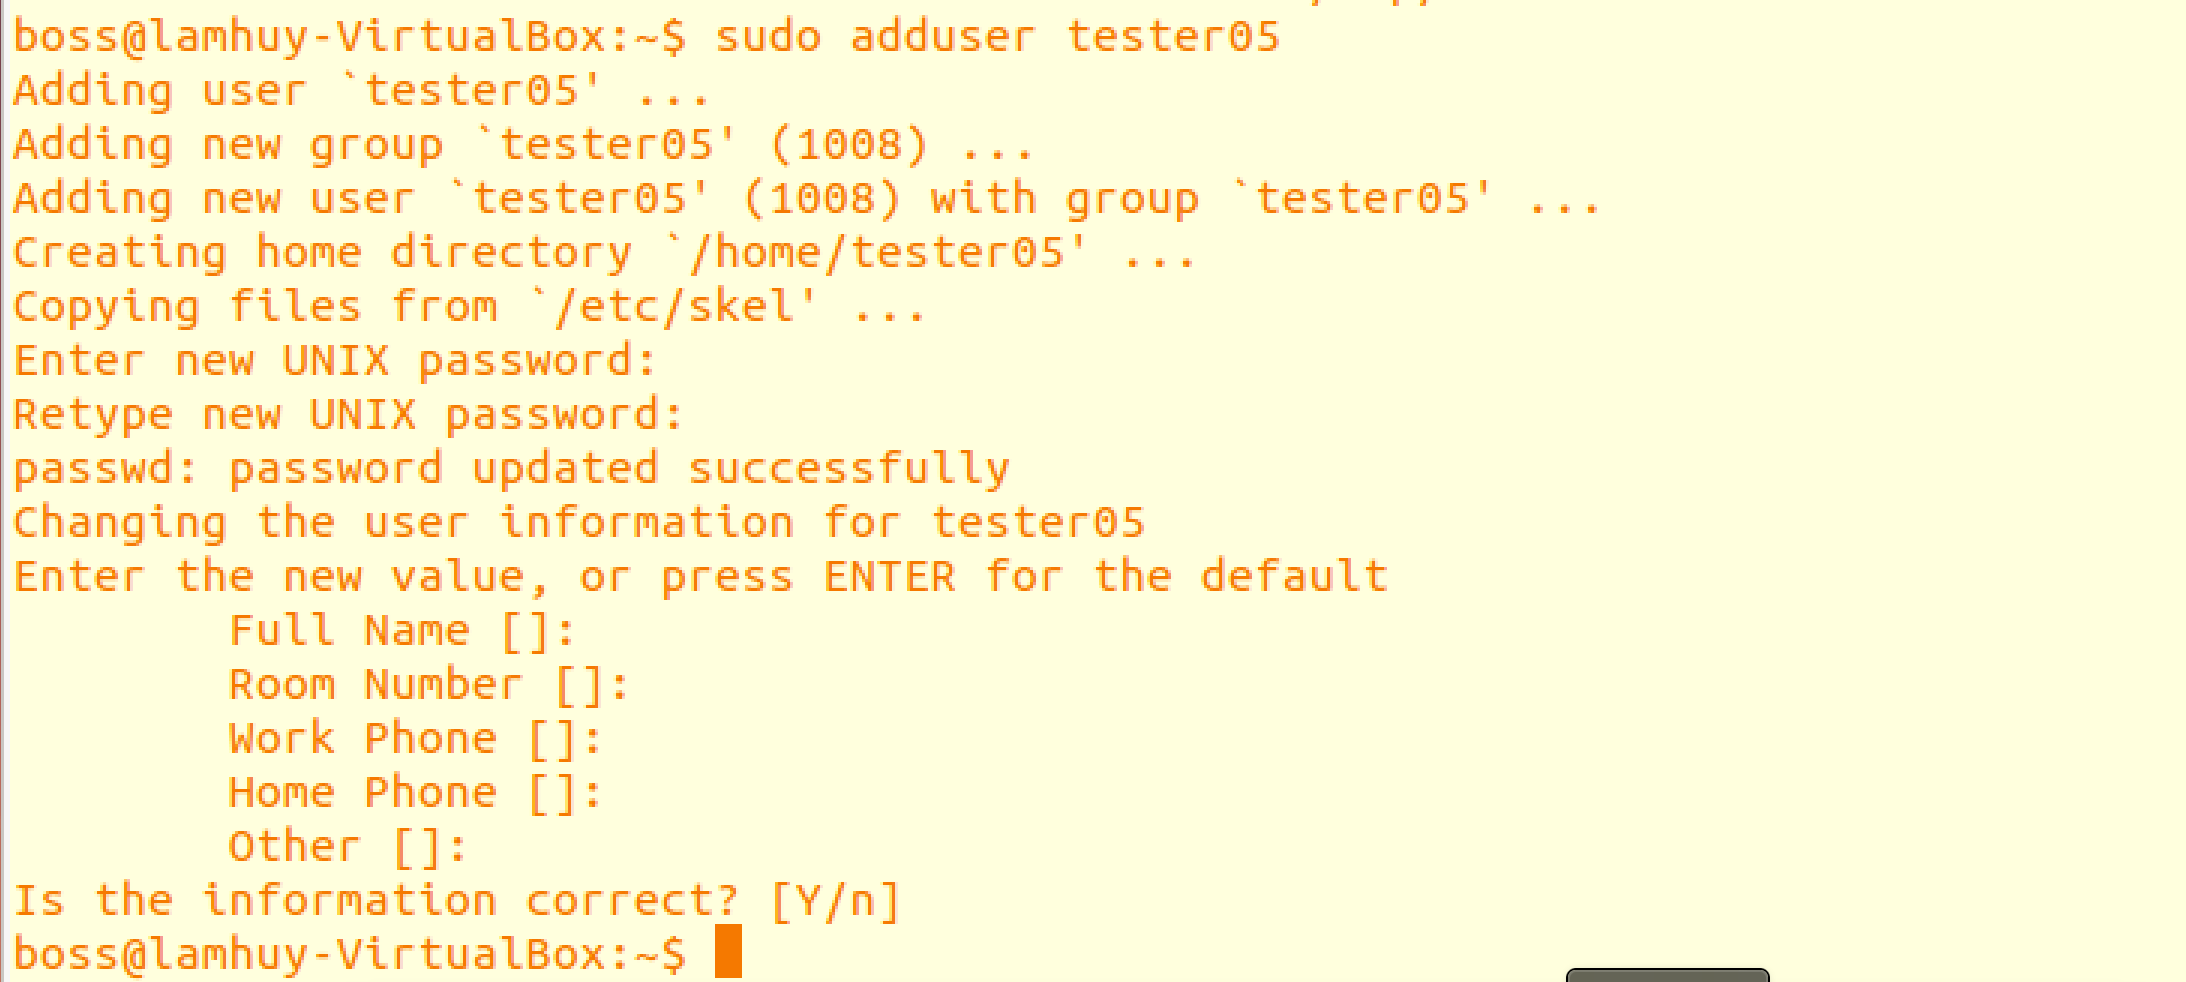 boss@lamhuy-VirtualBox:~$ sudo adduser tester05
Adding user `tester05' ...
Adding new group `tester05' (1008) ...
Adding new user `tester05' (1008) with group `tester05' ...
Creating home directory `/home/tester05' ...
Copying files from `/etc/skel' ...
Enter new UNIX password:
Retype new UNIX password:
passwd: password updated successfully
Changing the user information for tester05
Enter the new value, or press ENTER for the default
        Full Name []:
        Room Number []:
        Work Phone []:
        Home Phone []:
        Other []:
Is the information correct? [Y/n]
boss@lamhuy-VirtualBox:~$